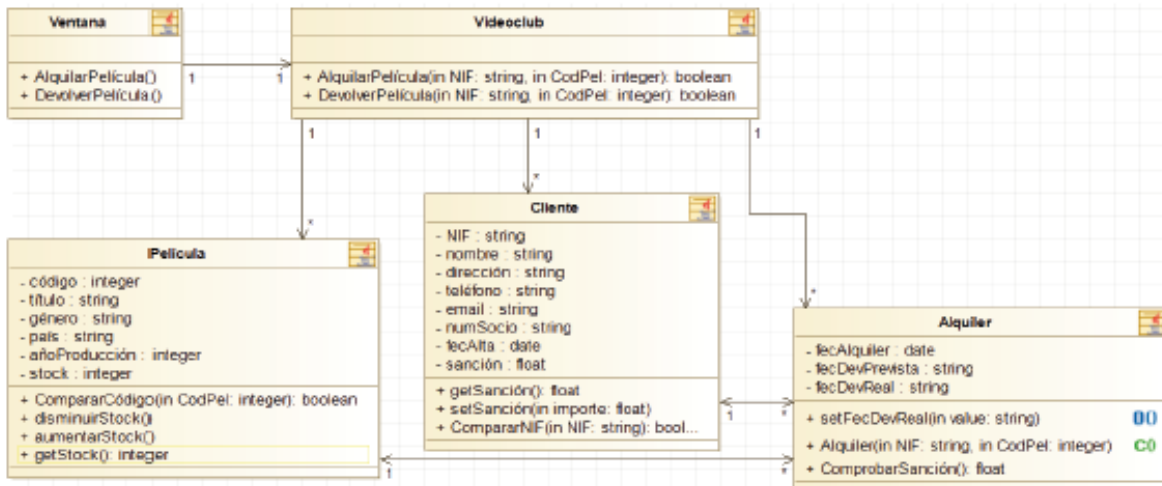 Ventana
+ AlquilarPelícula()
+ DevolverPelícula()
1
1
Videoclub
+ AlquilarPelícula(in NIF: string, in CodPel: integer): boolean
+ DevolverPelícula(in NIF: string, in CodPel: integer): boolean
1
1
1
*
*
*
Cliente
- NIF : string
- nombre : string
- dirección : string
- teléfono : string
- email : string
- numSocio : string
- fecAlta : date
- sanción : float
+ getSanción(): float
+ setSanción(in importe: float)
+ CompararNIF(in NIF: string): bool...
IPelícula
- código : integer
- título : string
- género : string
- país : string
- añoProducción : integer
- stock : integer
+ CompararCódigo(in CodPel: integer): boolean
+ disminuirStock()
+ aumentarStock()
+ getStock(): integer
Alquiler
- fecAlquiler : date
- fecDevPrevista : string
- fecDevReal : string
+ setFecDevReal(in value: string)
+ Alquiler(in NIF: string, in CodPel: integer)
C()
+ ComprobarSanción(): float
1
*
1
*